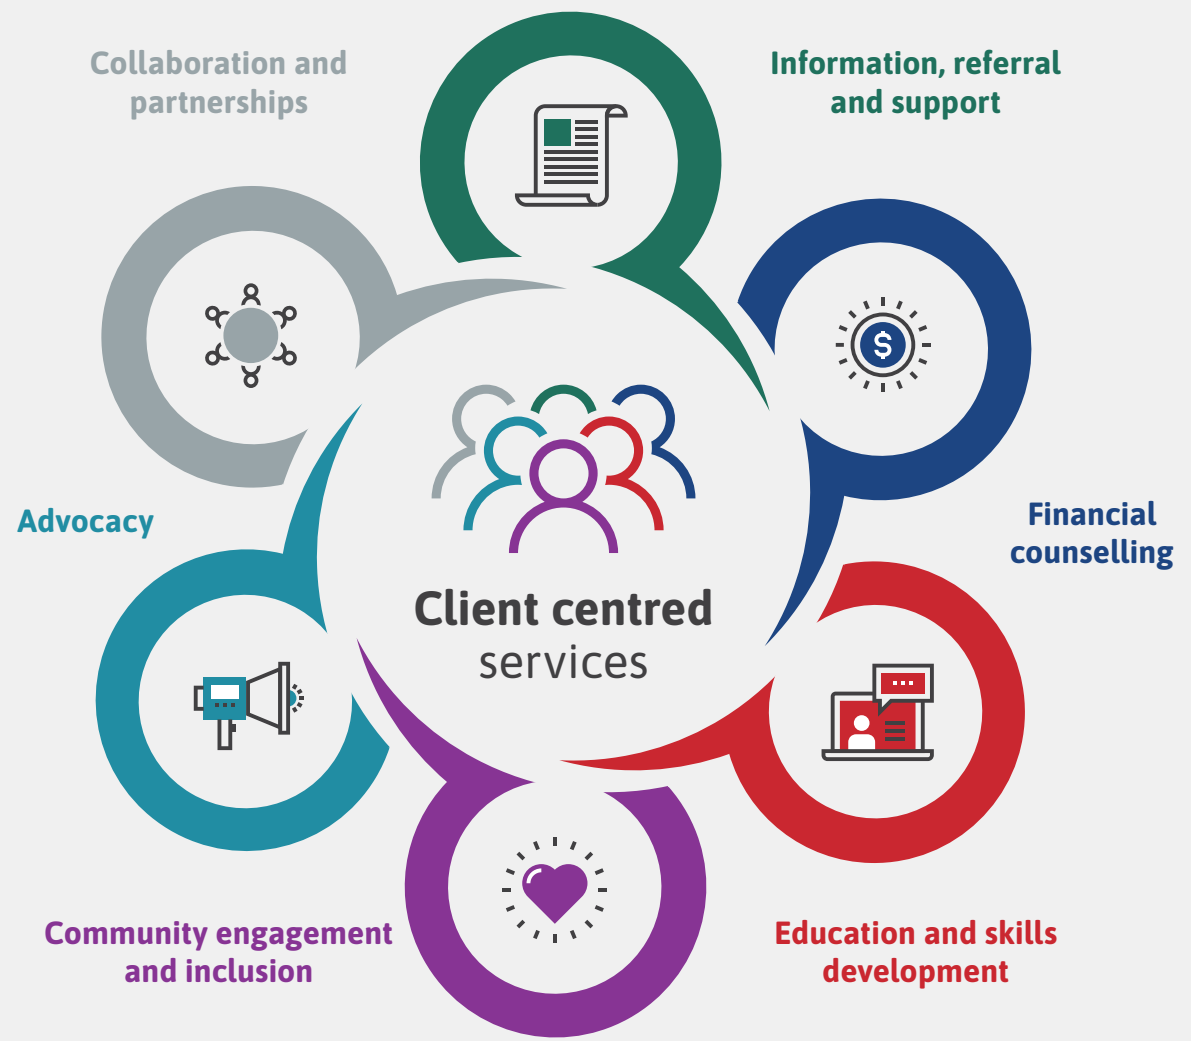 Collaboration and
partnerships
Information, referral
and support
$
Advocacy
Financial
counselling
Client centred
services
Community engagement
and inclusion
Education and skills
development